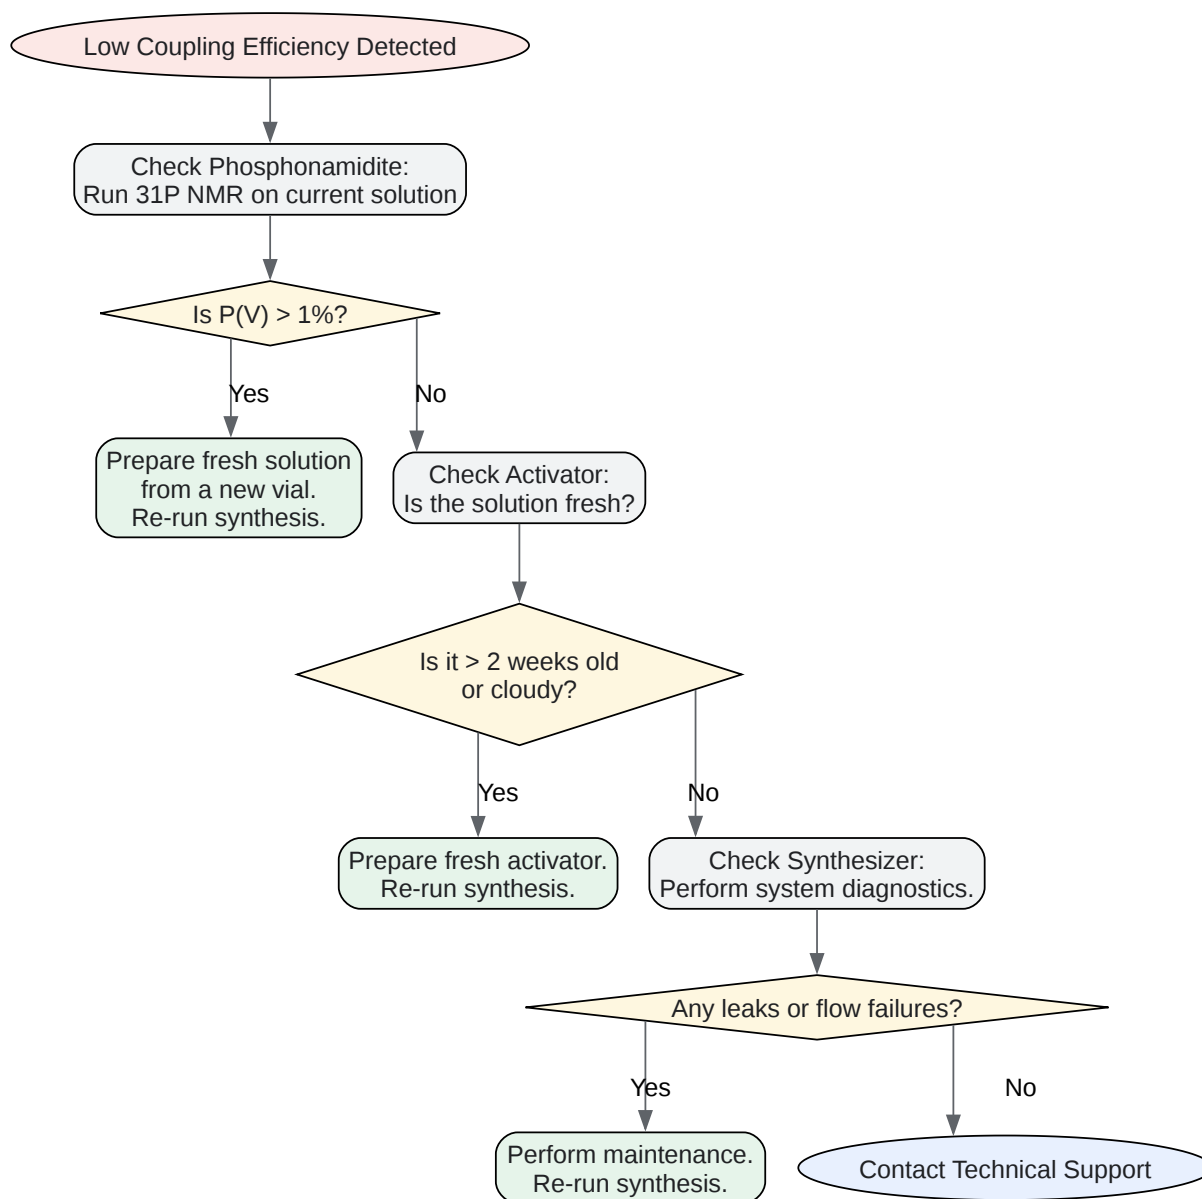 Low Coupling Efficiency Detected
Check Phosphonamidite:
Run 31P NMR on current solution
Is P(V) > 1%?
Yes
No
Prepare fresh solution
from a new vial.
Re-run synthesis.
Check Activator:
Is the solution fresh?
Is it > 2 weeks old
or cloudy?
Yes
No
Prepare fresh activator.
Re-run synthesis.
Check Synthesizer:
Perform system diagnostics.
Any leaks or flow failures?
Yes
No
Perform maintenance.
Re-run synthesis.
Contact Technical Support